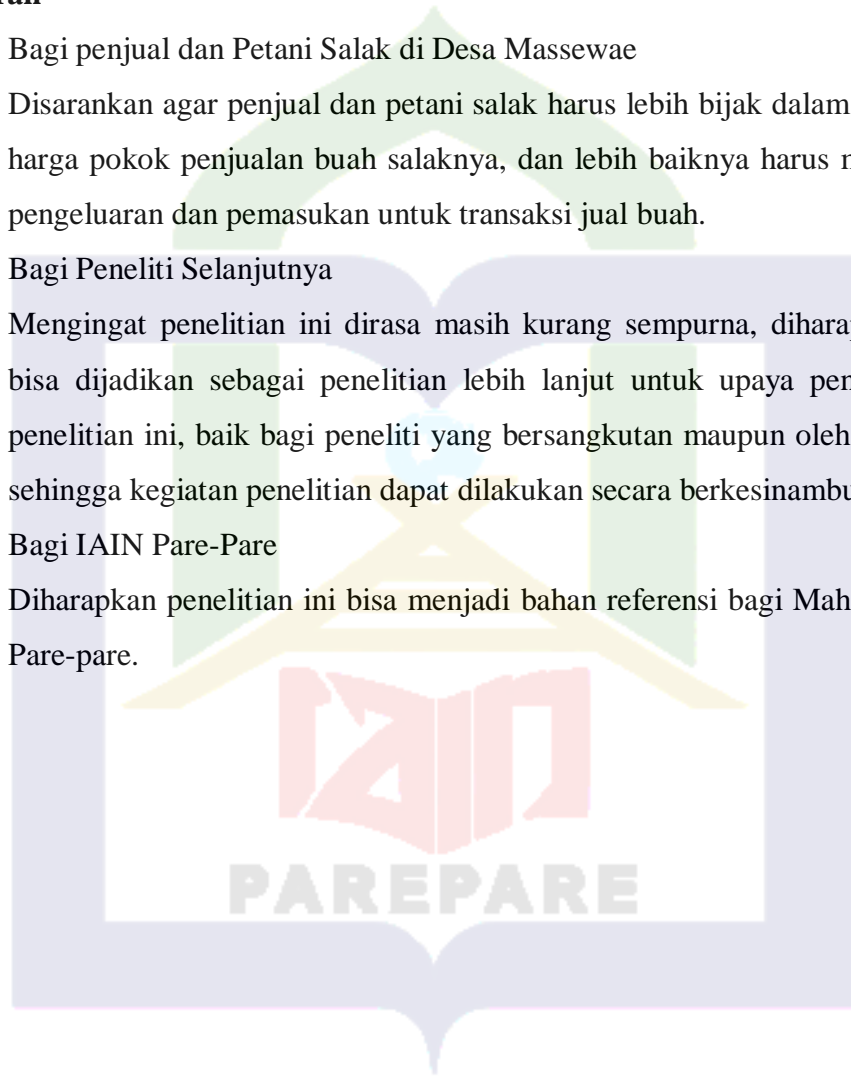 Bagi penjual dan Petani Salak di Desa Massewae
Disarankan agar penjual dan petani salak harus lebih bijak dalam
harga pokok penjualan buah salaknya, dan lebih baiknya harus
pengeluaran dan pemasukan untuk transaksi jual buah.
Bagi Peneliti Selanjutnya
Mengingat penelitian ini dirasa masih kurang sempurna,
bisa dijadikan sebagai penelitian lebih lanjut untuk upaya
penelitian ini, baik bagi peneliti yang bersangkutan maupun oleh
sehingga kegiatan penelitian dapat dilakukan secara
Bagi IAIN Pare-Pare
Diharapkan penelitian ini bisa menjadi bahan referensi bagi
Pare-pare.
iain
PAREPARE